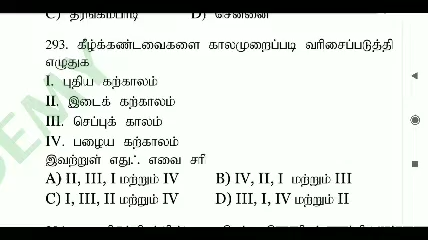 C) தரங்கம்பாடி D) சென்னை
293. கீழ்க்கண்டவைகளை காலமுறைப்படி வரிசைப்படுத்தி
எழுதுக
I. புதிய கற்காலம்
II. இடைக் கற்காலம்
III. செப்புக் காலம்
IV. பழைய கற்காலம்
இவற்றுள் எது/ எவை சரி
A) II, III, I மற்றும் IV B) IV, II, I மற்றும் III
C) I, III, II மற்றும் IV D) III, I, IV மற்றும் II